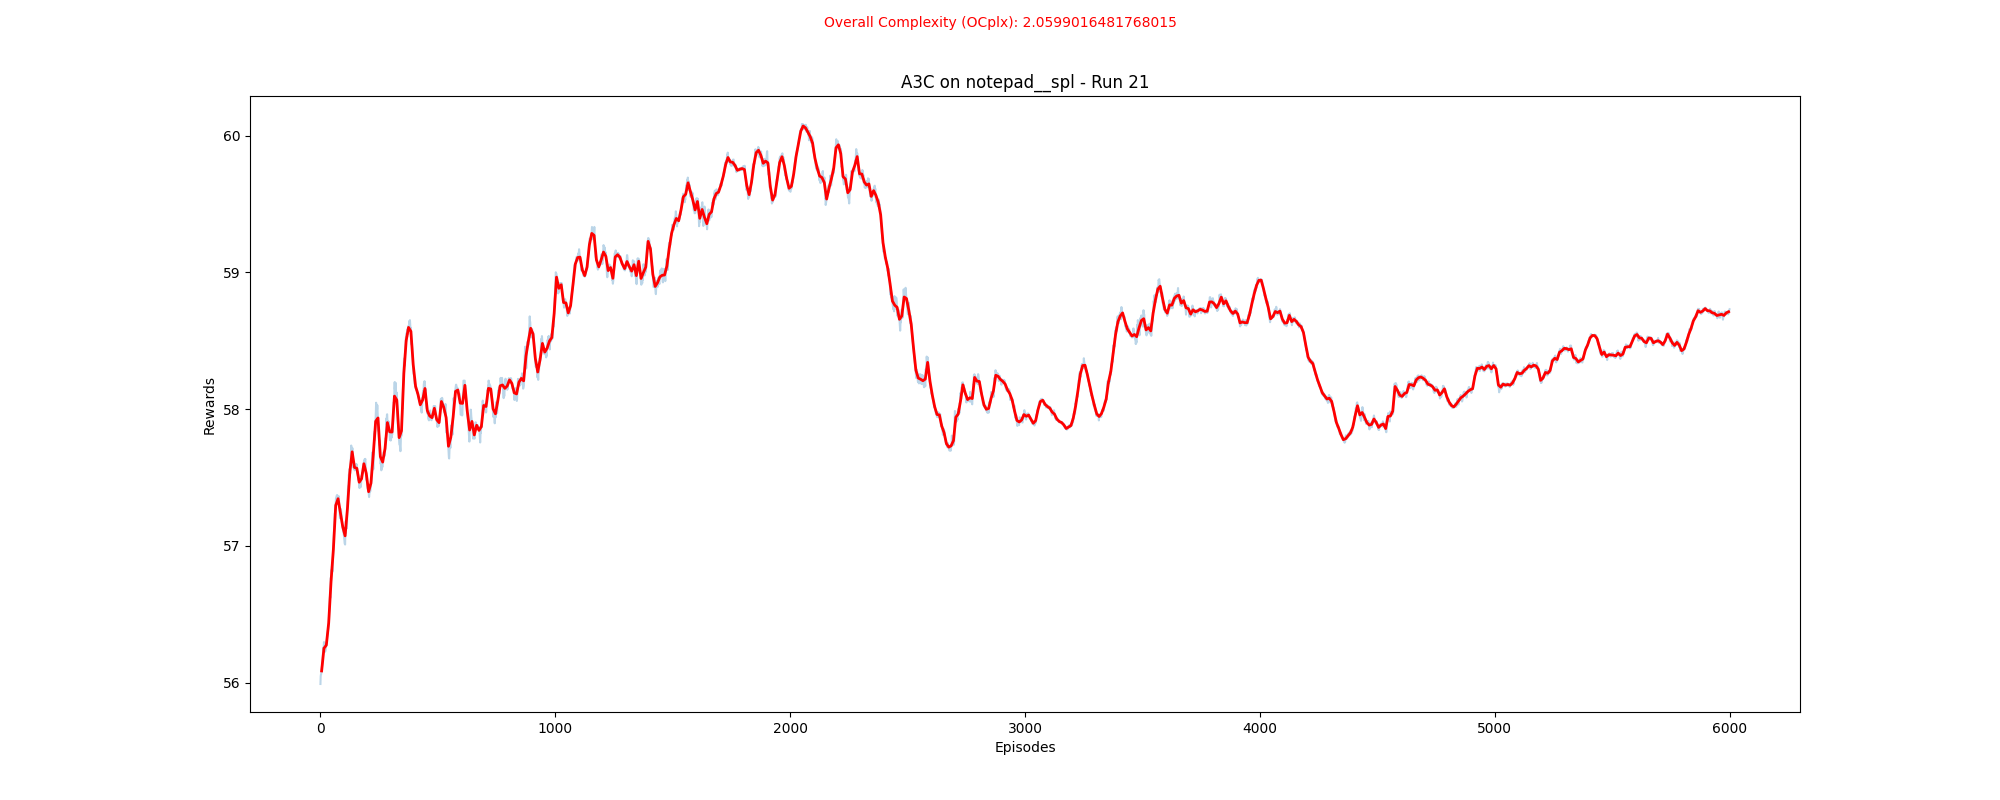 Overall Complexity (OCplx): 2.0599016481768015
A3C on notepad__spl - Run 21
60
59
58
57
56
Rewards
0 1000 2000 3000 4000 5000 6000
Episodes